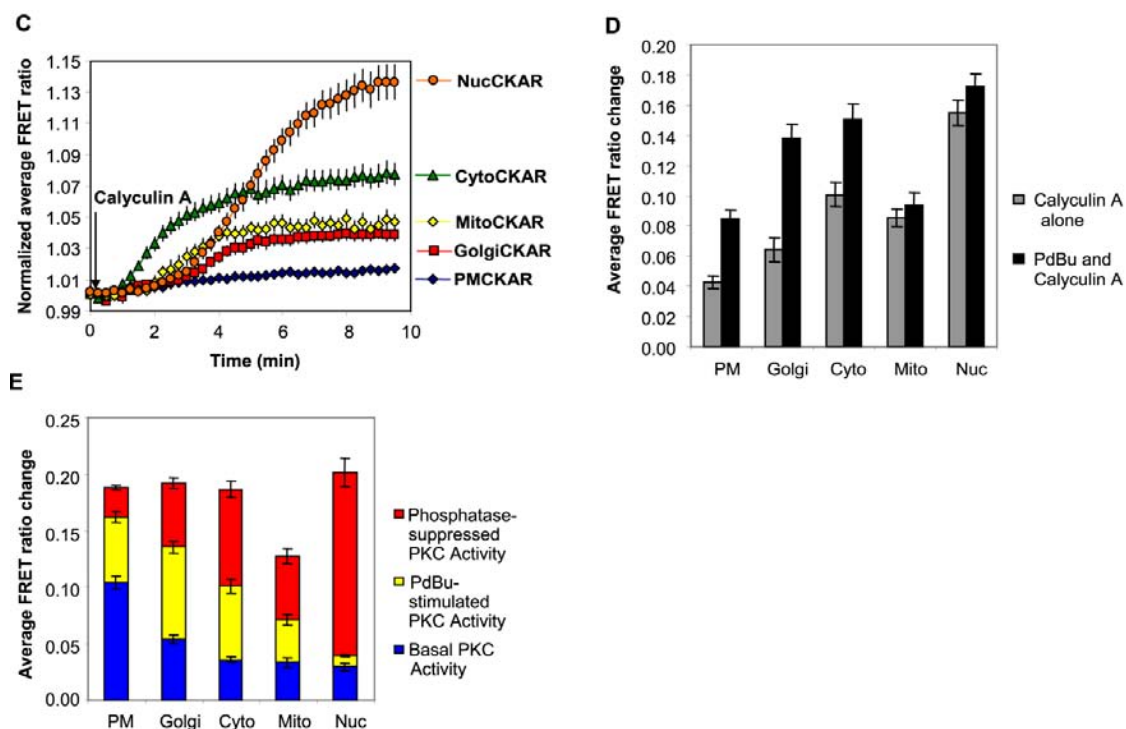 C
Normalized average FRET ratio
1.15
1.13
1.11
1.09
1.07
1.05
1.03
1.01
0.99
Calyculin A
0
2
4
6
8
10
Time (min)
NucCKAR
CytoCKAR
MitoCKAR
GolgiCKAR
PMCKAR
D
Average FRET ratio change
0.20
0.18
0.16
0.14
0.12
0.10
0.08
0.06
0.04
0.02
0.00
PM
Golgi
Cyto
Mito
Nuc
Calyculin A
alone
PdBu and
Calyculin A
E
Average FRET ratio change
0.25
0.20
0.15
0.10
0.05
0.00
PM
Golgi
Cyto
Mito
Nuc
Phosphatase-
suppressed
PKC Activity
PdBu-
stimulated
PKC Activity
Basal PKC
Activity